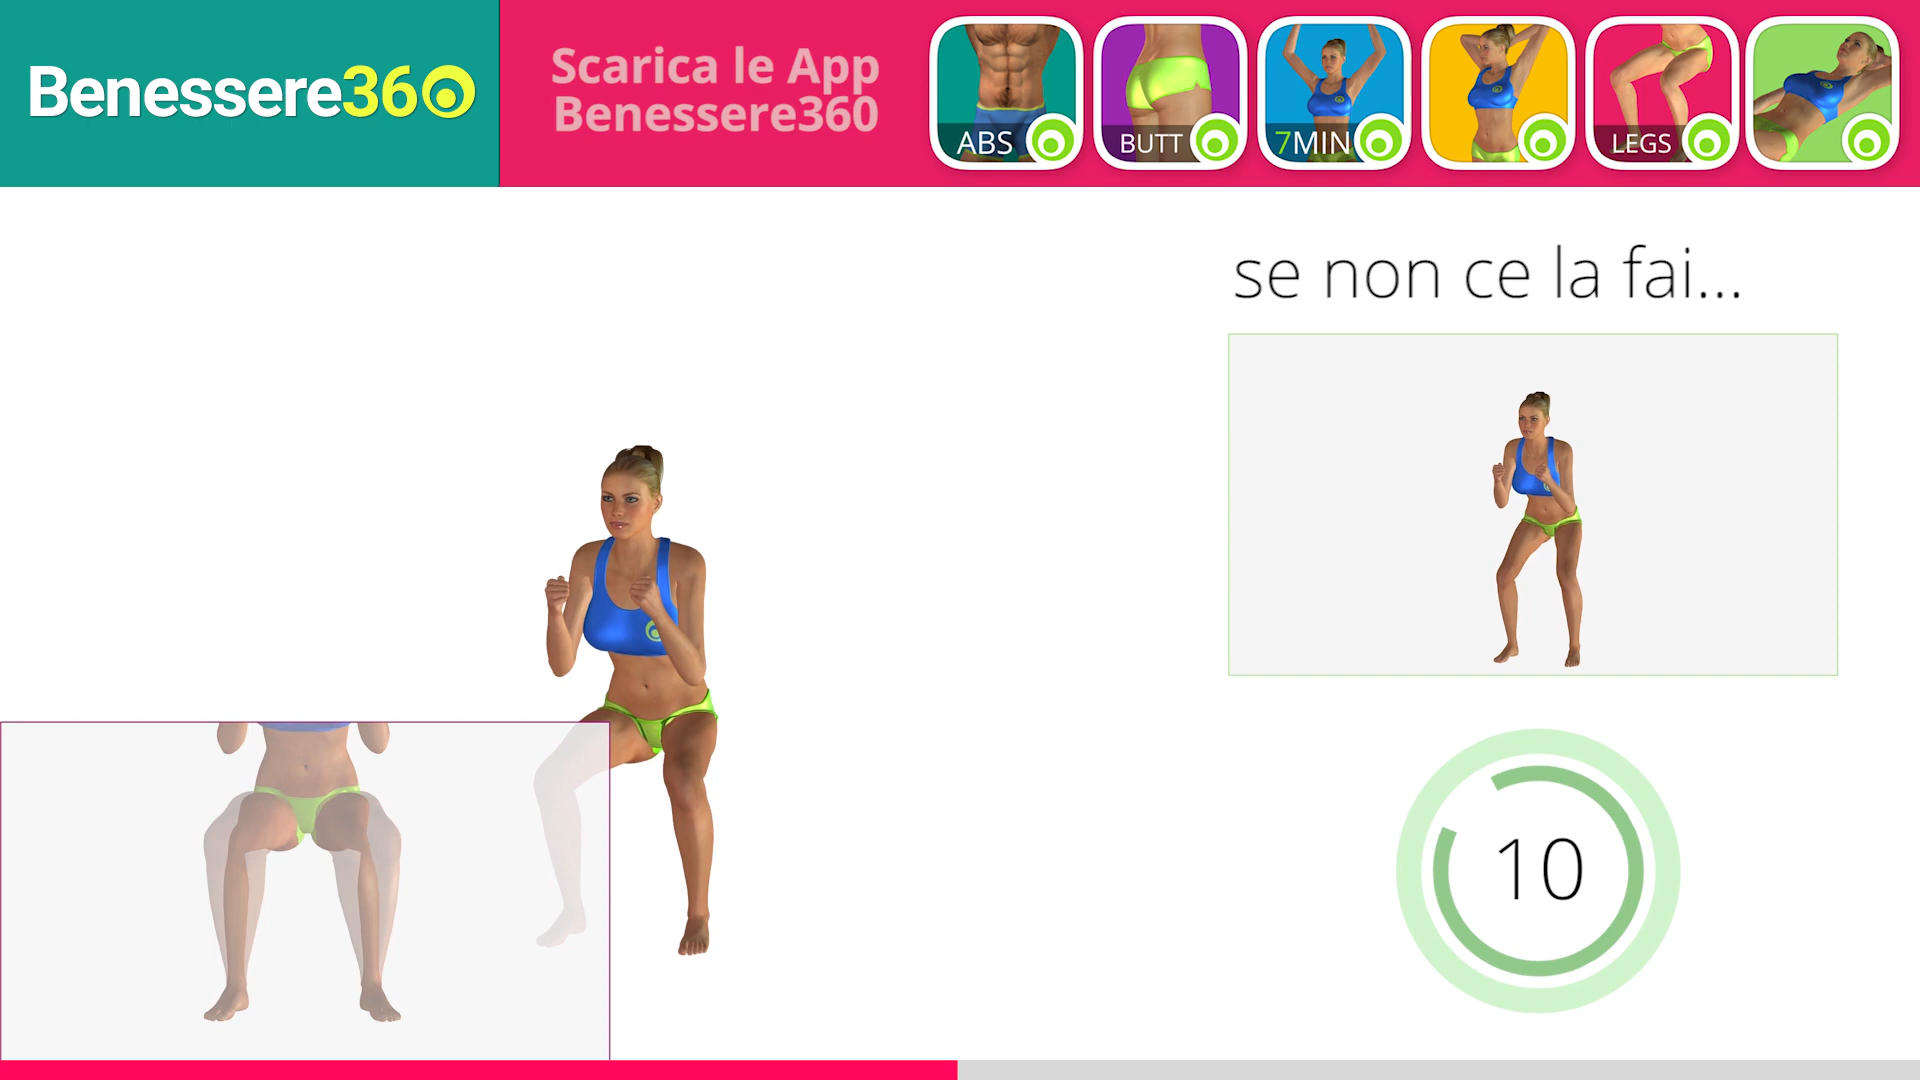 Benessere360
Scarica le App
Benessere360
ABS
BUTT
7MIN
LEGS
se non ce la fai...
10